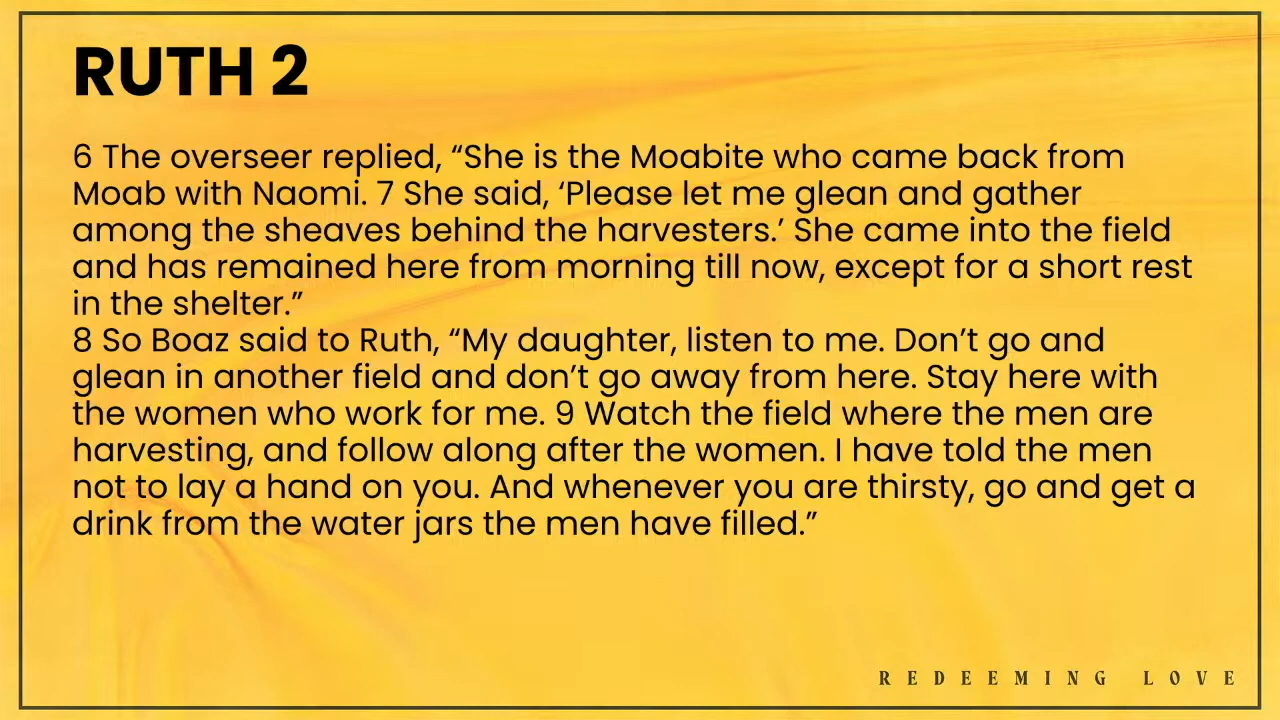 RUTH 2
6 The overseer replied, “She is the Moabite who came back from
Moab with Naomi. 7 She said, ‘Please let me glean and gather
among the sheaves behind the harvesters.’ She came into the field
and has remained here from morning till now, except for a short rest
in the shelter.”
8 So Boaz said to Ruth, “My daughter, listen to me. Don’t go and
glean in another field and don’t go away from here. Stay here with
the women who work for me. 9 Watch the field where the men are
harvesting, and follow along after the women. I have told the men
not to lay a hand on you. And whenever you are thirsty, go and get a
drink from the water jars the men have filled.”
REDEEMING LOVE